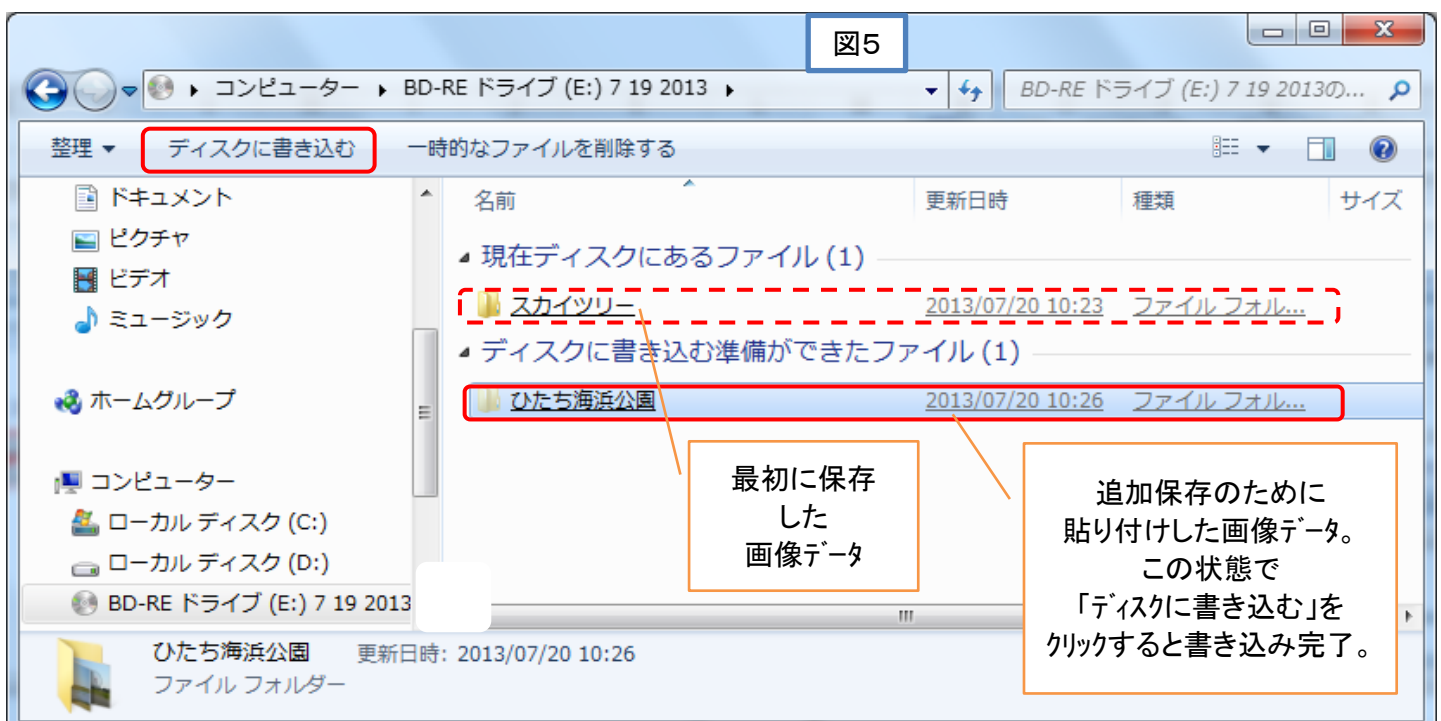 図5
コンピューター ▸ BD-RE ドライブ (E:) 7 19 2013 ▸
BD-RE ドライブ (E:) 7 19 2013の...
整理 ▼ ディスクに書き込む 一時的なファイルを削除する
ドキュメント
ピクチャ
ビデオ
ミュージック
ホームグループ
コンピューター
ローカル ディスク (C:)
ローカル ディスク (D:)
BD-RE ドライブ (E:) 7 19 2013
名前 更新日時 種類 サイズ
現在ディスクにあるファイル (1)
スカイツリー 2013/07/20 10:23 ファイル フォル...
ディスクに書き込む準備ができたファイル (1)
ひたち海浜公園 2013/07/20 10:26 ファイル フォル...
最初に保存
した
画像ﾃﾞｰﾀ
追加保存のために
貼り付けした画像ﾃﾞｰﾀ。
この状態で
「ﾃﾞｨｽｸに書き込む」を
ｸﾘｯｸすると書き込み完了。
ひたち海浜公園 更新日時: 2013/07/20 10:26
ファイル フォルダー